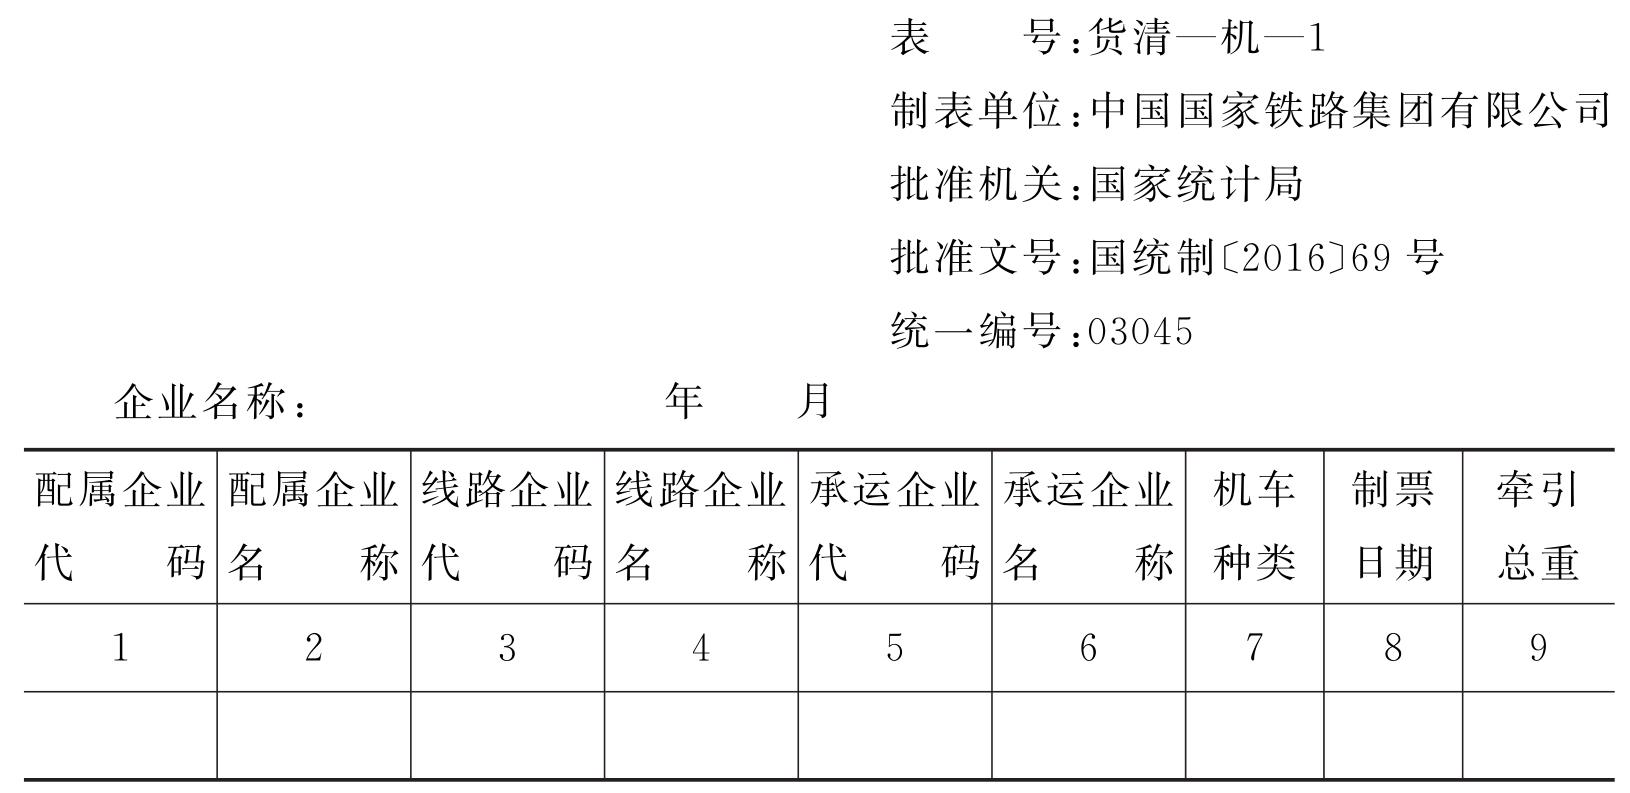 表 号:货清—机—1
制表单位:中国国家铁路集团有限公司
批准机关:国家统计局
批准文号:国统制〔2016〕69 号
统一编号:03045
企业名称: 年 月
配属企业 配属企业 线路企业 线路企业 承运企业 承运企业 机车 制票 牵引
代 码 名 称 代 码 名 称 代 码 名 称 种类 日期 总重
1 2 3 4 5 6 7 8 9